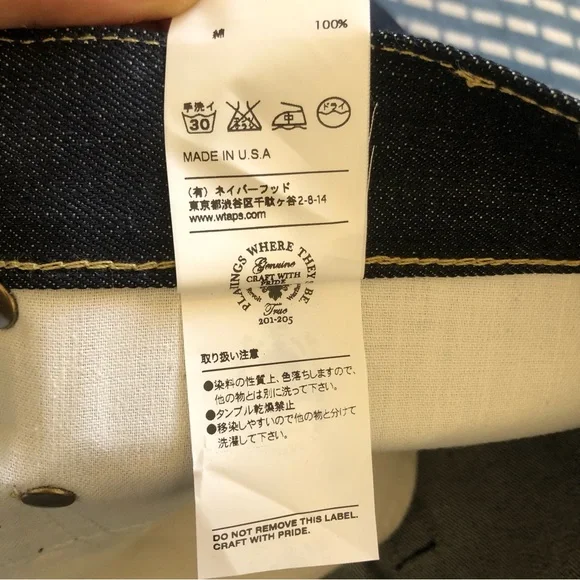 綿 100%
手洗イ
30
中
ドライ
MADE IN U.S.A
(有) ネイバーフッド
東京都渋谷区千駄ヶ谷2-8-14
www.wtaps.com
PLAIINGS WHERE THEY BE
Genuine
CRAFT WITH
PRIDE
True
201-205
取り扱い注意
●染料の性質上、色落ちしますので、
他の物とは別に洗って下さい。
●タンブル乾燥禁止
●移染しやすいので他の物と分けて
洗濯して下さい。
DO NOT REMOVE THIS LABEL.
CRAFT WITH PRIDE.